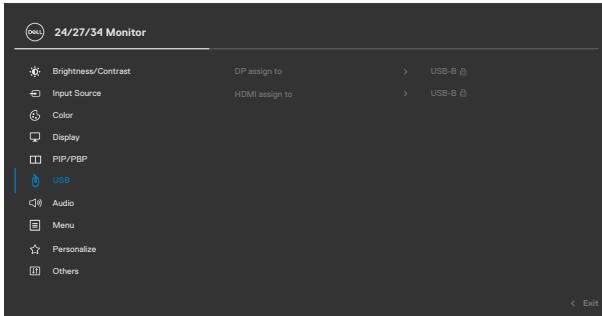 DELL
24/27/34 Monitor
Brightness/Contrast
DP assign to > USB-B
Input Source
HDMI assign to > USB-B
Color
Display
PIP/PBP
USB
Audio
Menu
Personalize
Others
< Exit